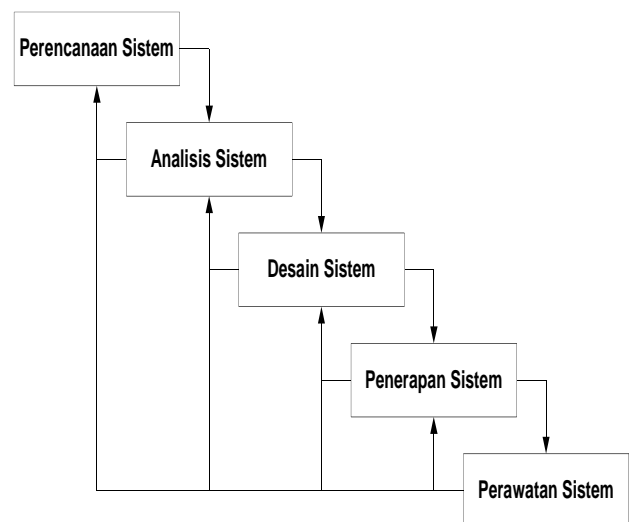 Perencanaan Sistem
Analisis Sistem
Desain Sistem
Penerapan Sistem
Perawatan Sistem